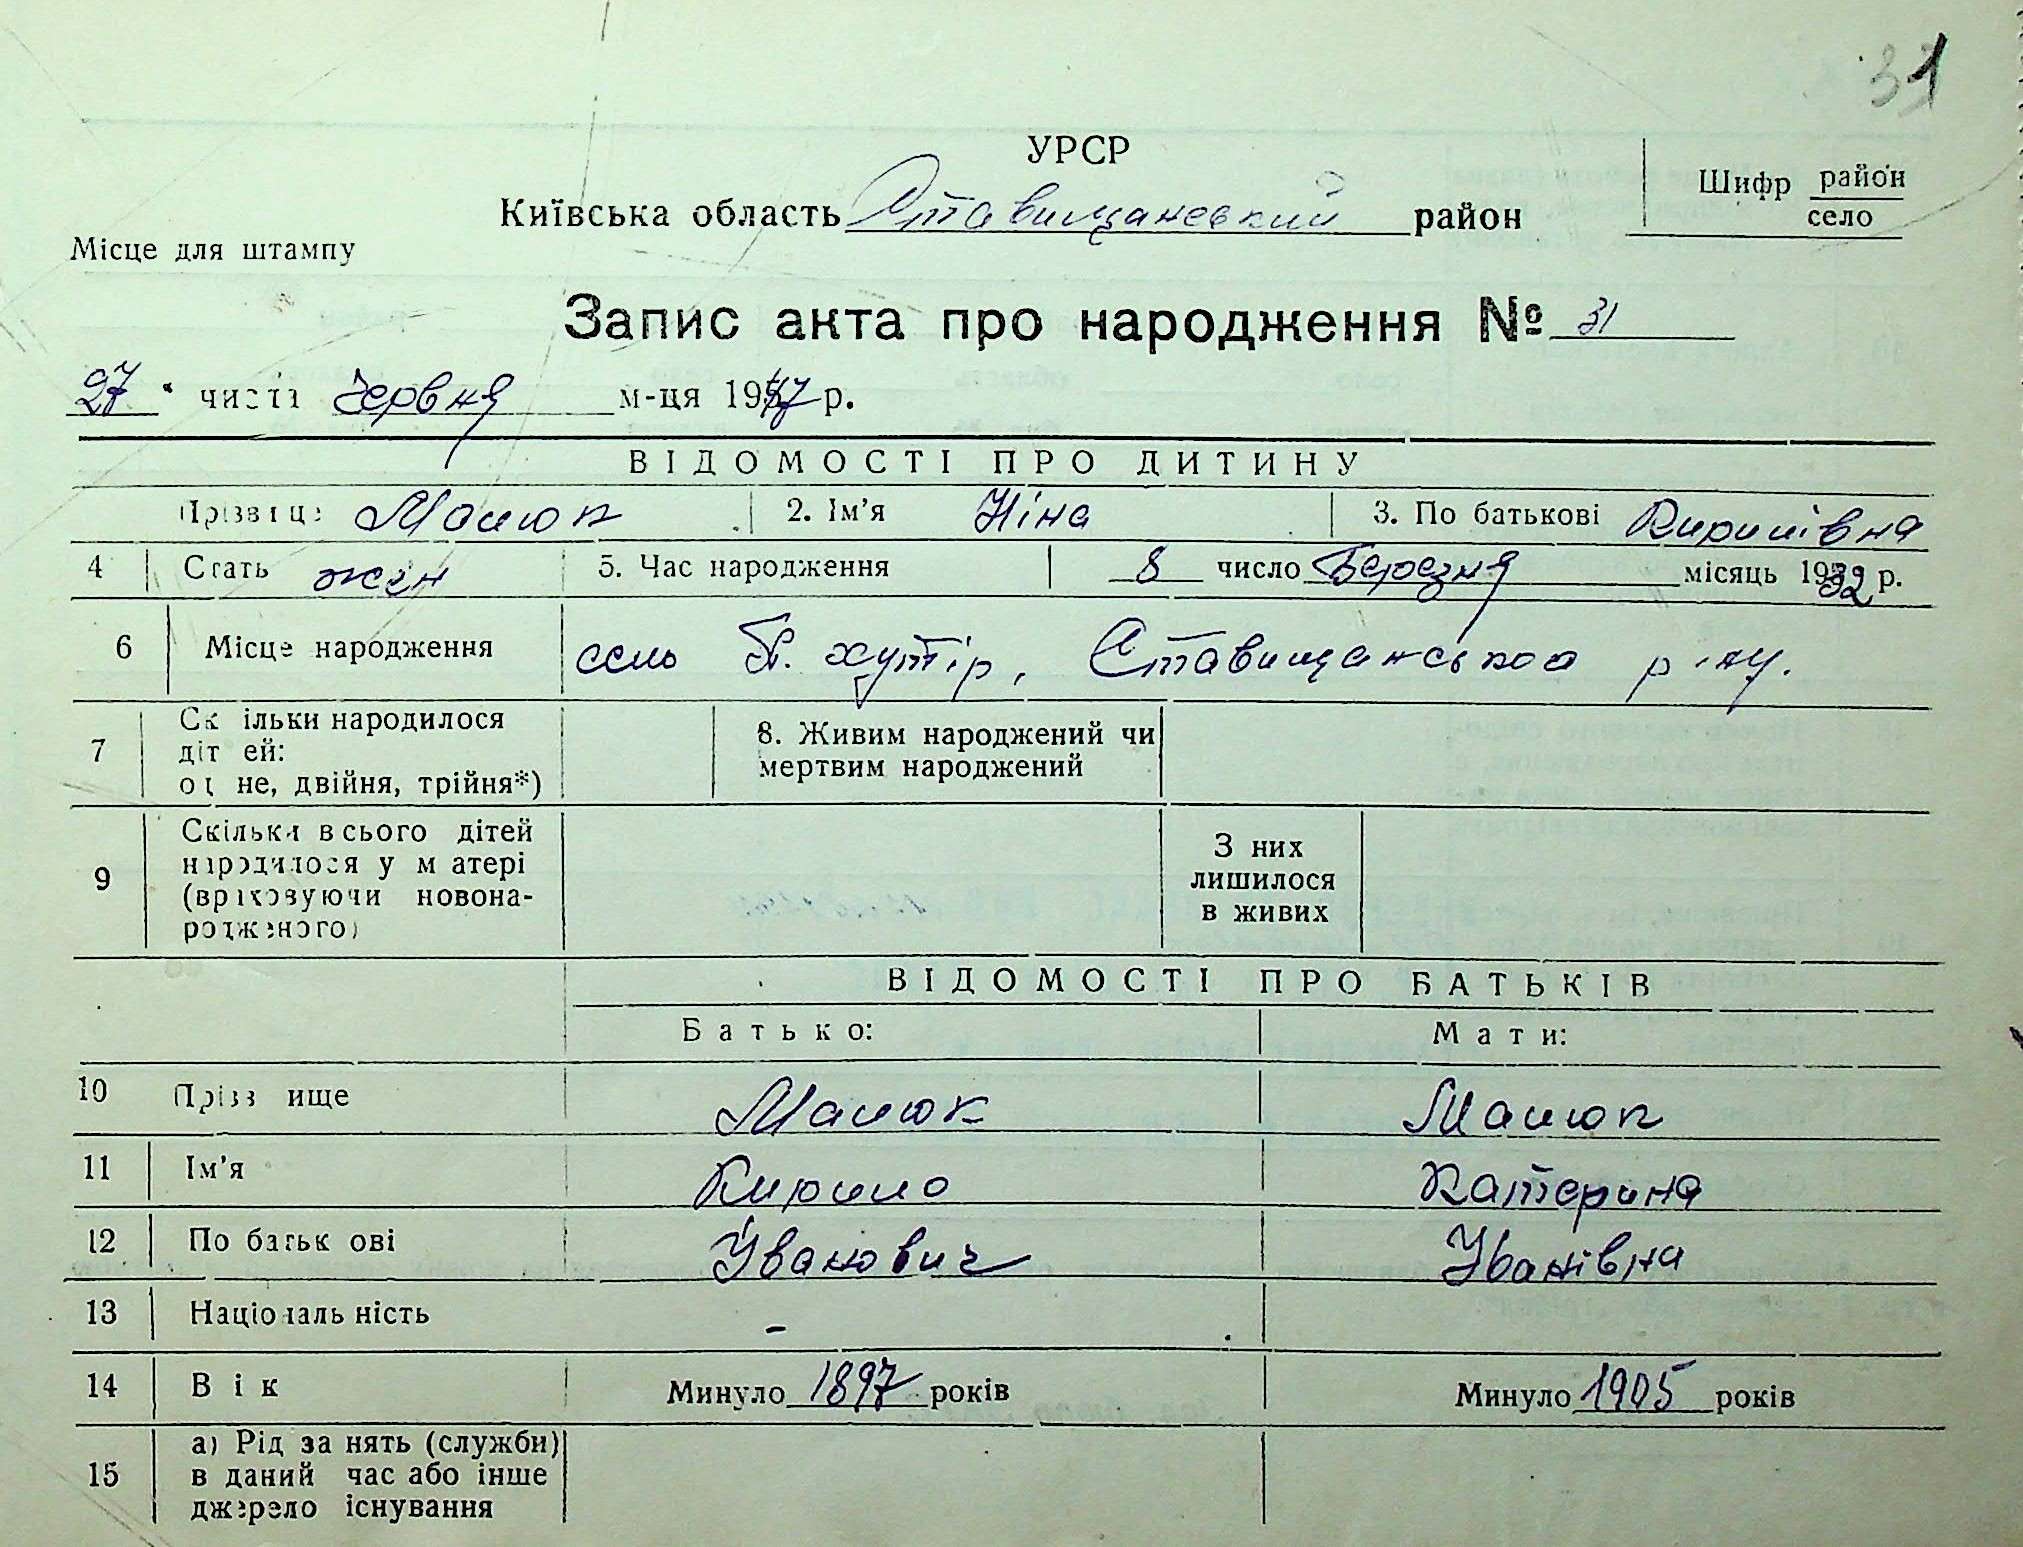 31
УРСР
Київська область Ставищанський район
Шифр район
село
Місце для штампу
Запис акта про народження № 31
27 числа Червня м-ця 1947 р.
ВІДОМОСТІ ПРО ДИТИНУ
Прізвище Малюк 2. Ім'я Ніна 3. По батькові Кирилівна
4 Стать жен 5. Час народження 8 число Березня місяць 1932 р.
6 Місце народження село хутір, Ставищанського р-ну.
7 Скільки народилося
дітей:
одне, двійня, трійня*)
8. Живим народжений чи
мертвим народжений
9 Скільки всього дітей
народилося у матері
(враховуючи новона-
родженого)
З них
лишилося
в живих
ВІДОМОСТІ ПРО БАТЬКІВ
Батько: Мати:
10 Прізвище Малюк Малюк
11 Ім'я Кирило Катерина
12 По батькові Іванович Іванівна
13 Національність -
14 Вік Минуло 1897 років Минуло 1905 років
15 а) Рід занять (служби)
в даний час або інше
джерело існування